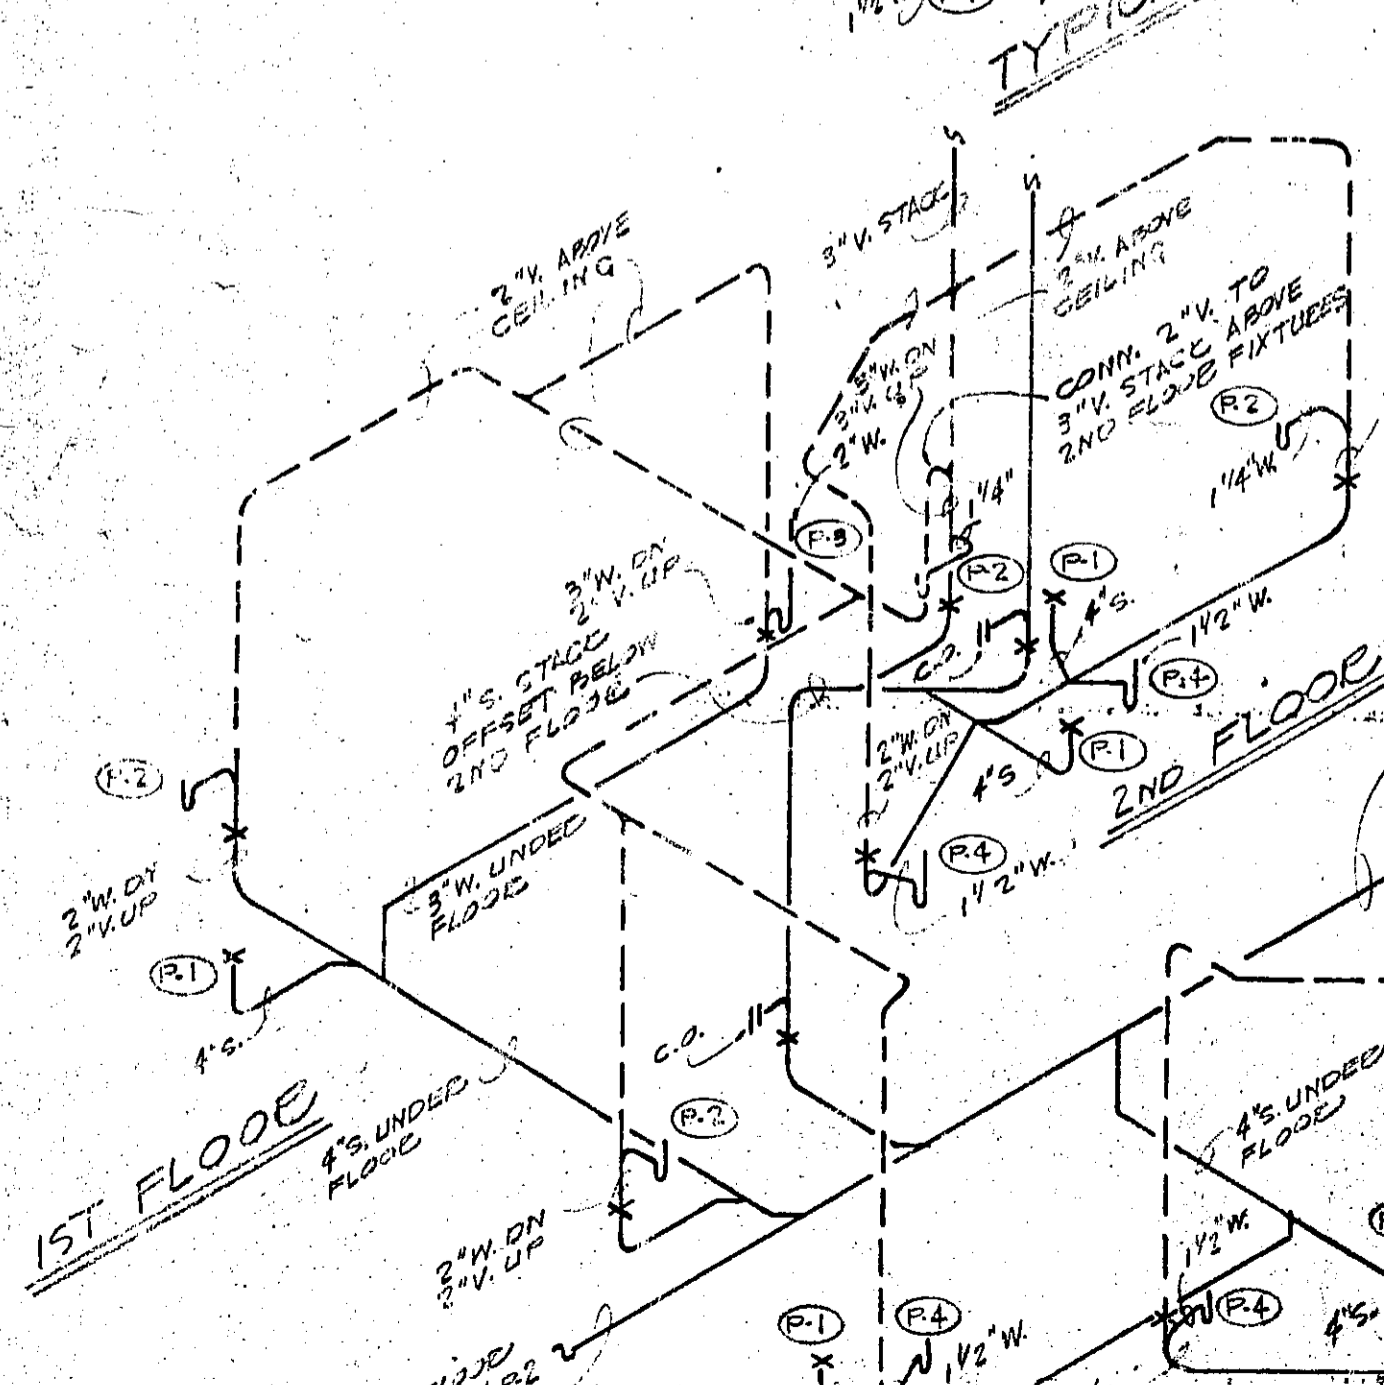 3"V. STACK
2"V. ABOVE
CEILING
2"V. ABOVE
CEILING
CONN. 2"V. TO
3"V. STACK ABOVE
2ND FLOOR FIXTURES
3"W. DN
3"V. UP
2"W.
P-2
1 1/4"W.
1 1/4"
P-3
P-2
P-1
4"S.
1 1/2"W.
P-4
C.O.
3"W. DN
2"V. UP
4"S. STACK
OFFSET BELOW
2ND FLOOR
2"W. DN
2"V. UP
4"S
P-1
2ND FLOOR
P-4
1 1/2"W.
P-2
2"W. DN
2"V. UP
3"W. UNDER
FLOOR
P-1
4"S.
C.O.
1ST FLOOR
4"S. UNDER
FLOOR
P-2
2"W. DN
2"V. UP
4"S. UNDER
FLOOR
1 1/2"W.
P-4
4"S.
P-1
P-4
1 1/2"W.